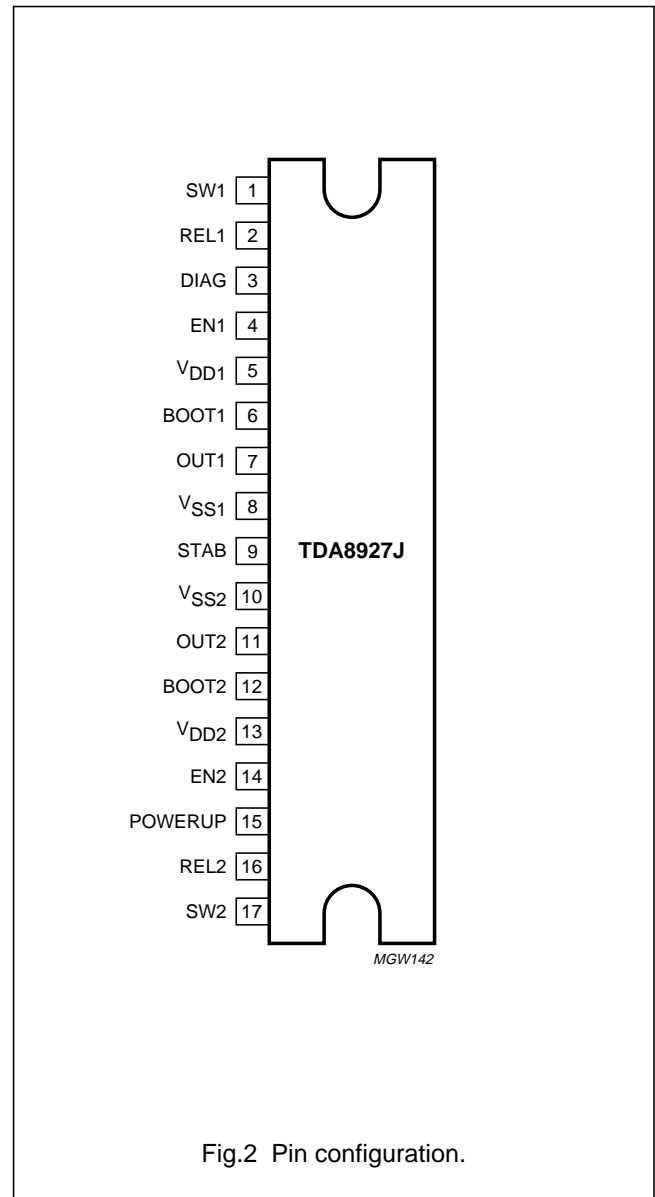 SW1 1
REL1 2
DIAG 3
EN1 4
VDD1 5
BOOT1 6
OUT1 7
VSS1 8
STAB 9 TDA8927J
VSS2 10
OUT2 11
BOOT2 12
VDD2 13
EN2 14
POWERUP 15
REL2 16
SW2 17
MGW142
Fig.2 Pin configuration.